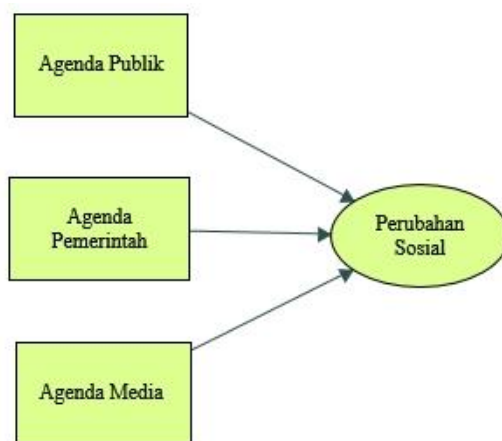 Agenda Publik
Agenda
Pemerintah
Perubahan
Sosial
Agenda Media